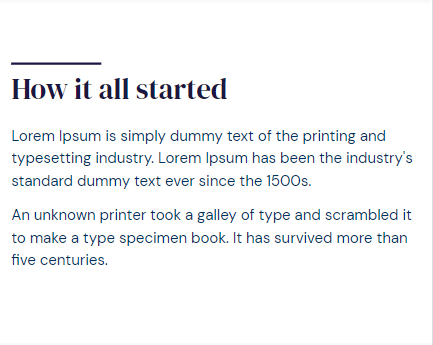 How it all started
Lorem Ipsum is simply dummy text of the printing and
typesetting industry. Lorem Ipsum has been the industry's
standard dummy text ever since the 1500s.
An unknown printer took a galley of type and scrambled it
to make a type specimen book. It has survived more than
five centuries.